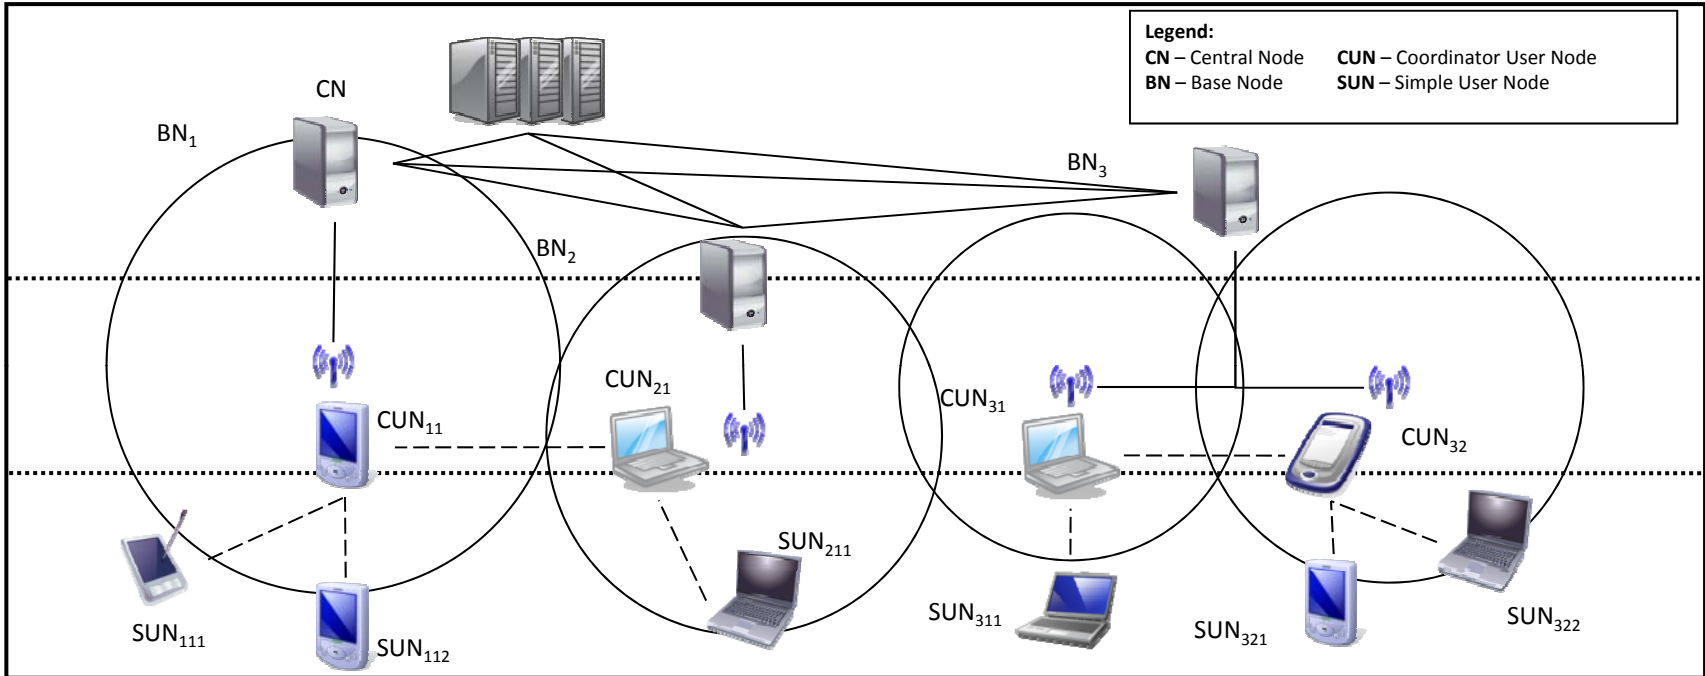 Legend:
CN – Central Node CUN – Coordinator User Node
BN – Base Node SUN – Simple User Node
CN
BN₁
BN₃
BN₂
CUN₂₁
CUN₃₁
CUN₁₁
CUN₃₂
SUN₂₁₁
SUN₁₁₁
SUN₁₁₂
SUN₃₁₁
SUN₃₂₁
SUN₃₂₂